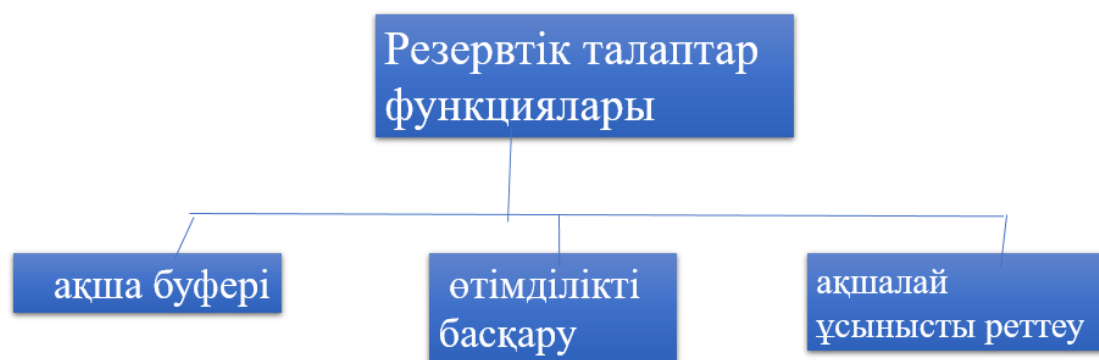 Резервтік талаптар
функциялары
ақша буфері
өтімділікті
басқару
ақшалай
ұсынысты реттеу